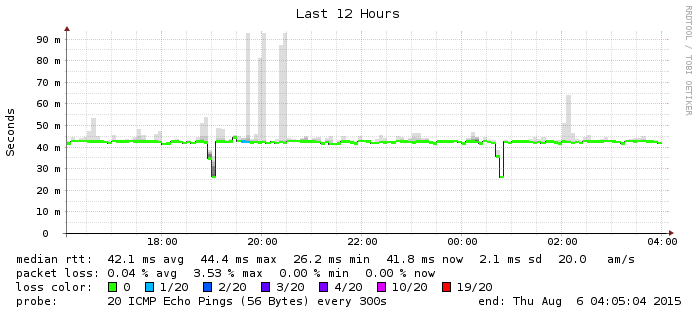 Last 12 Hours
RRDTOOL / TOBI OETIKER
Seconds
90 m
80 m
70 m
60 m
50 m
40 m
30 m
20 m
10 m
0
18:00 20:00 22:00 00:00 02:00 04:00
median rtt: 42.1 ms avg 44.4 ms max 26.2 ms min 41.8 ms now 2.1 ms sd 20.0 am/s
packet loss: 0.04 % avg 3.53 % max 0.00 % min 0.00 % now
loss color: 0 1/20 2/20 3/20 4/20 10/20 19/20
probe: 20 ICMP Echo Pings (56 Bytes) every 300s end: Thu Aug 6 04:05:04 2015